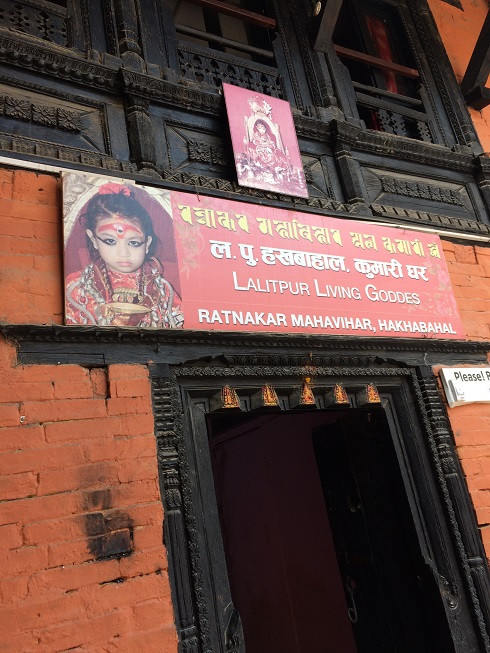 ल. पु. हखबाहाल, कुमारी घर
LALITPUR LIVING GODDES
RATNAKAR MAHAVIHAR, HAKHABAHAL
Please!